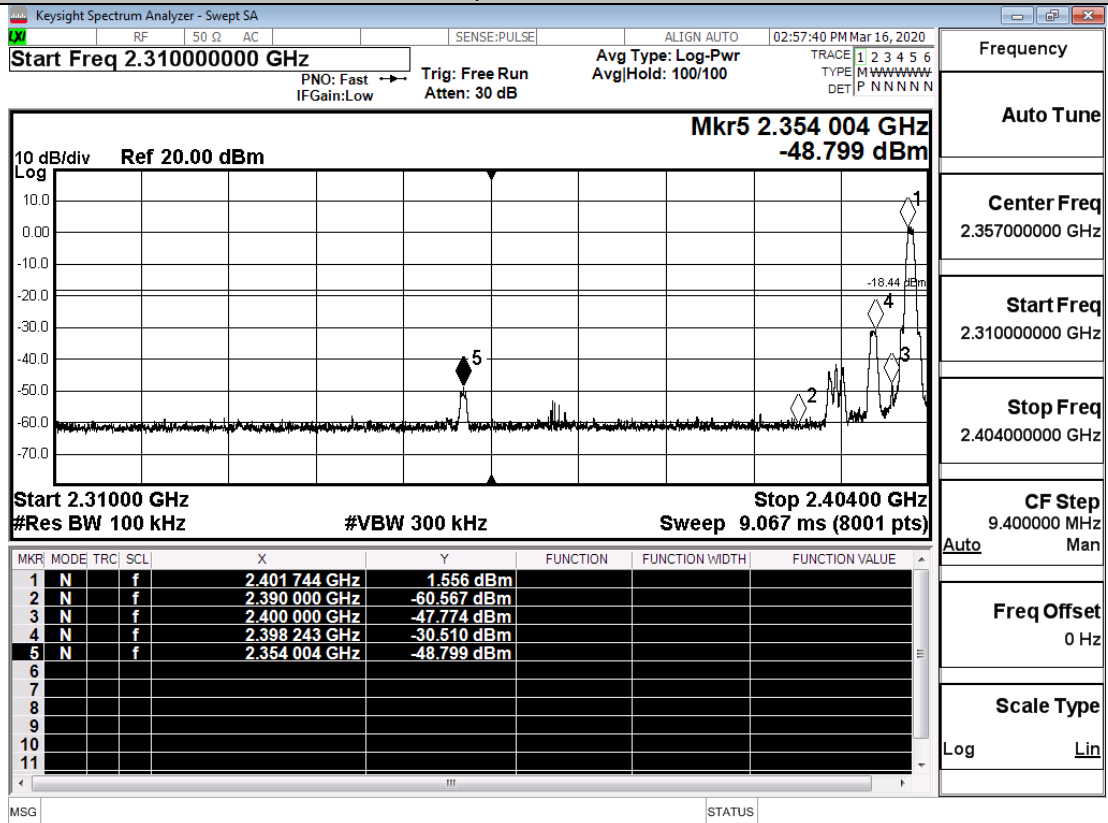 Keysight Spectrum Analyzer - Swept SA
LXI RF 50 Ω AC SENSE:PULSE ALIGN AUTO 02:57:40 PM Mar 16, 2020
Start Freq 2.310000000 GHz
PNO: Fast
IFGain:Low
Trig: Free Run
Atten: 30 dB
Avg Type: Log-Pwr
Avg|Hold: 100/100
TRACE 1 2 3 4 5 6
TYPE M WWWWW
DET P N N N N N
Mkr5 2.354 004 GHz
-48.799 dBm
10 dB/div Ref 20.00 dBm
Log
10.0
0.00
-10.0
-20.0
-30.0
-40.0
-50.0
-60.0
-70.0
1
-18.44 dBm
4
3
5
2
Start 2.31000 GHz Stop 2.40400 GHz
#Res BW 100 kHz #VBW 300 kHz Sweep 9.067 ms (8001 pts)
MKR MODE TRC SCL X Y FUNCTION FUNCTION WIDTH FUNCTION VALUE
1 N f 2.401 744 GHz 1.556 dBm
2 N f 2.390 000 GHz -60.567 dBm
3 N f 2.400 000 GHz -47.774 dBm
4 N f 2.398 243 GHz -30.510 dBm
5 N f 2.354 004 GHz -48.799 dBm
6
7
8
9
10
11
MSG STATUS
Frequency
Auto Tune
Center Freq
2.357000000 GHz
Start Freq
2.310000000 GHz
Stop Freq
2.404000000 GHz
CF Step
9.400000 MHz
Auto Man
Freq Offset
0 Hz
Scale Type
Log Lin